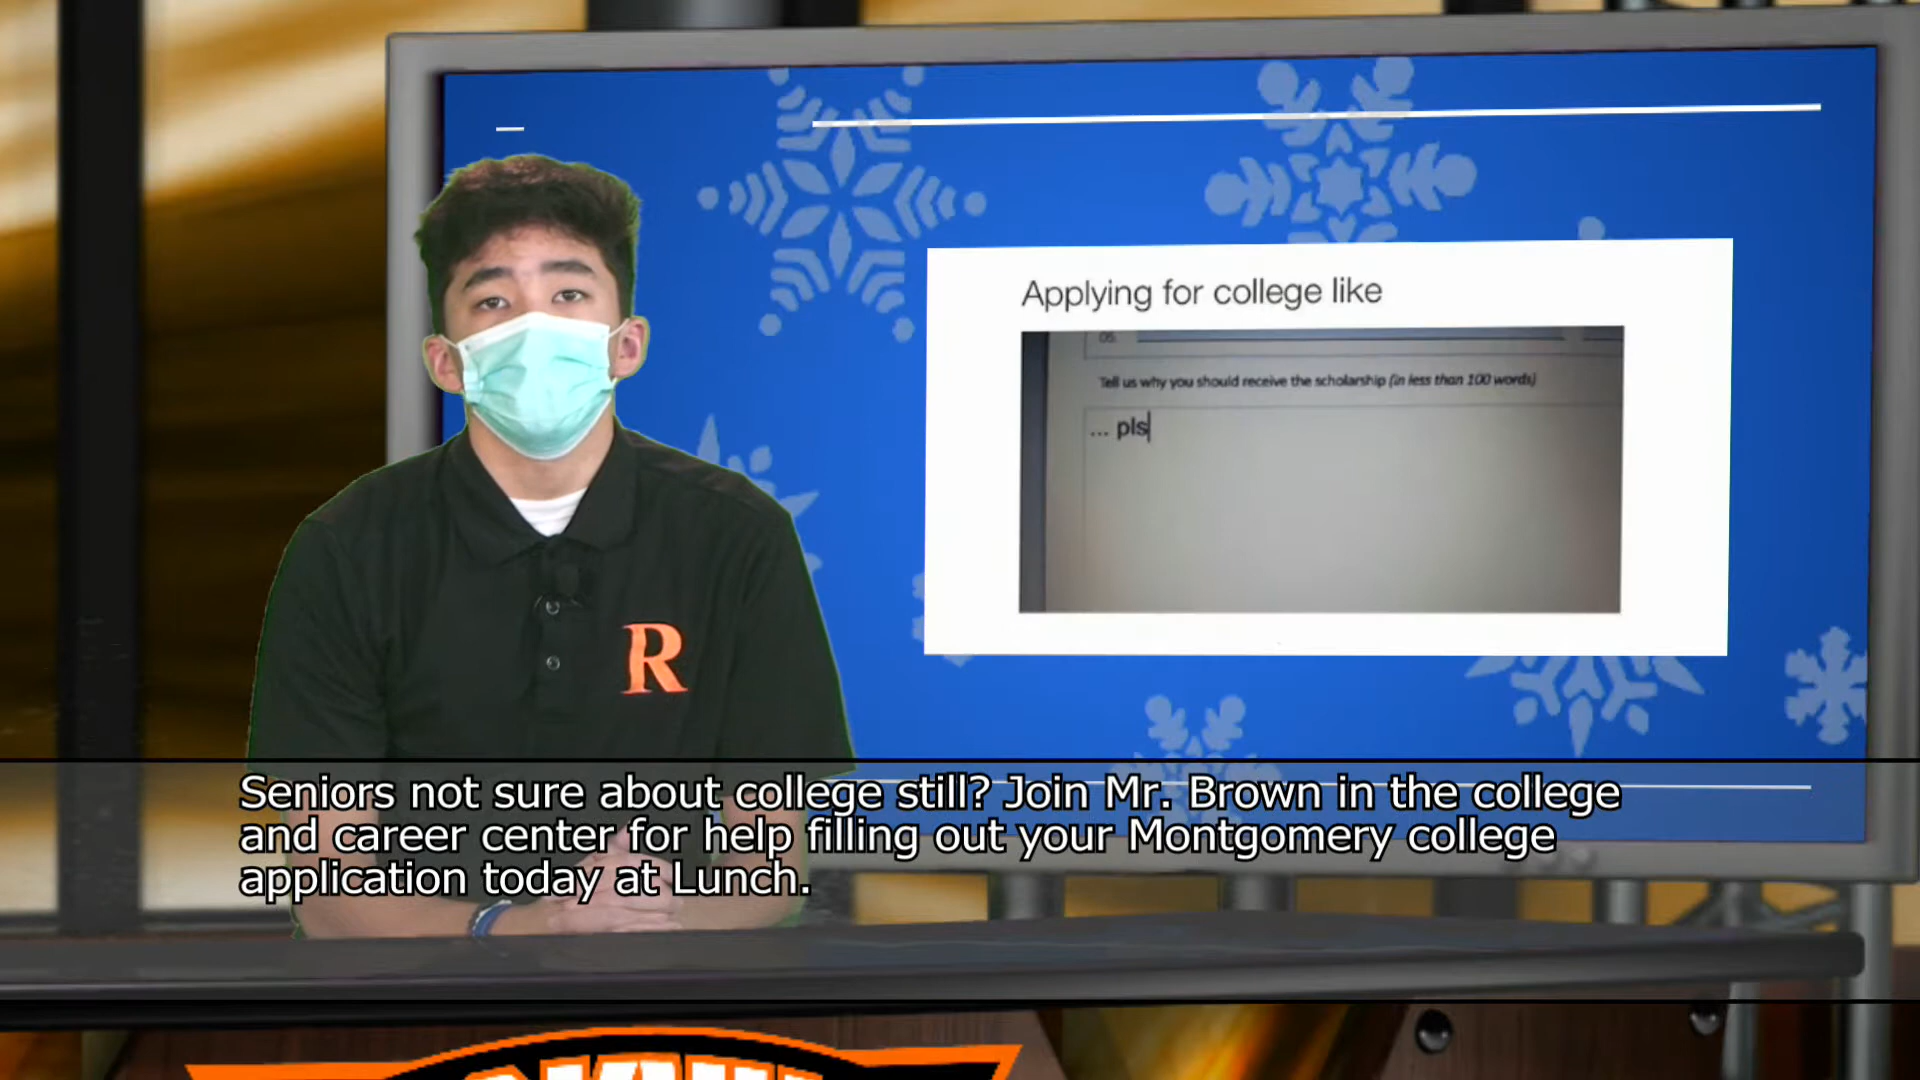 Applying for college like
05.
Tell us why you should receive the scholarship (in less than 100 words)
... pls
R
Seniors not sure about college still? Join Mr. Brown in the college
and career center for help filling out your Montgomery college
application today at Lunch.